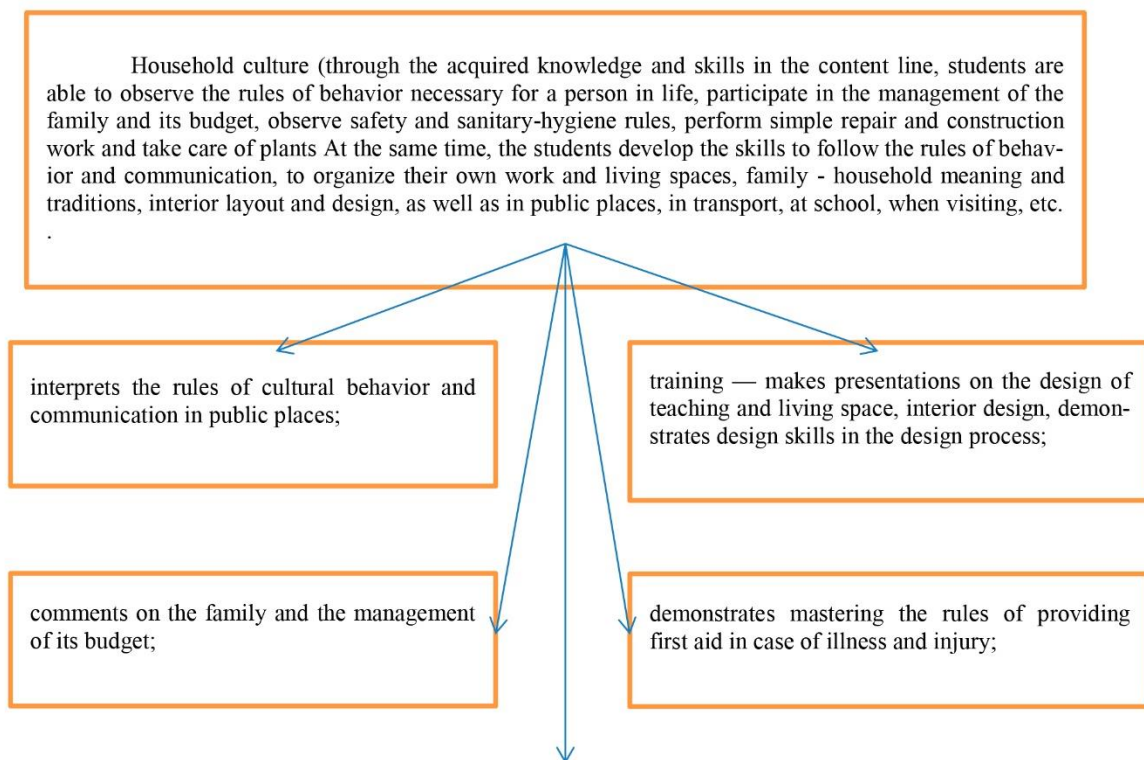 Household culture (through the acquired knowledge and skills in the content line, students are
able to observe the rules of behavior necessary for a person in life, participate in the management of the
family and its budget, observe safety and sanitary-hygiene rules, perform simple repair and construction
work and take care of plants At the same time, the students develop the skills to follow the rules of behav-
ior and communication, to organize their own work and living spaces, family - household meaning and
traditions, interior layout and design, as well as in public places, in transport, at school, when visiting, etc.
.
interprets the rules of cultural behavior and
communication in public places;
training — makes presentations on the design of
teaching and living space, interior design, demon-
strates design skills in the design process;
comments on the family and the management
of its budget;
demonstrates mastering the rules of providing
first aid in case of illness and injury;